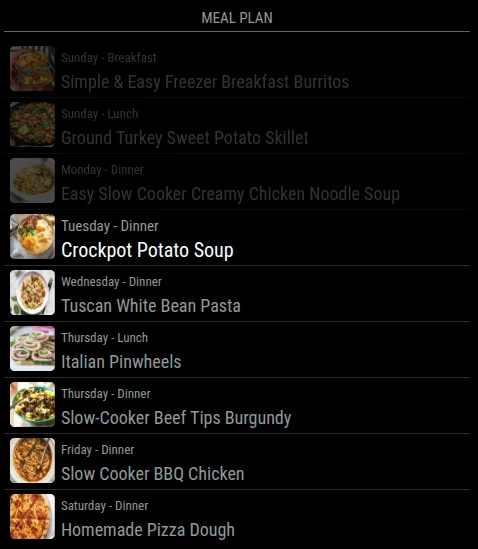 MEAL PLAN
Sunday - Breakfast
Simple & Easy Freezer Breakfast Burritos
Sunday - Lunch
Ground Turkey Sweet Potato Skillet
Monday - Dinner
Easy Slow Cooker Creamy Chicken Noodle Soup
Tuesday - Dinner
Crockpot Potato Soup
Wednesday - Dinner
Tuscan White Bean Pasta
Thursday - Lunch
Italian Pinwheels
Thursday - Dinner
Slow-Cooker Beef Tips Burgundy
Friday - Dinner
Slow Cooker BBQ Chicken
Saturday - Dinner
Homemade Pizza Dough